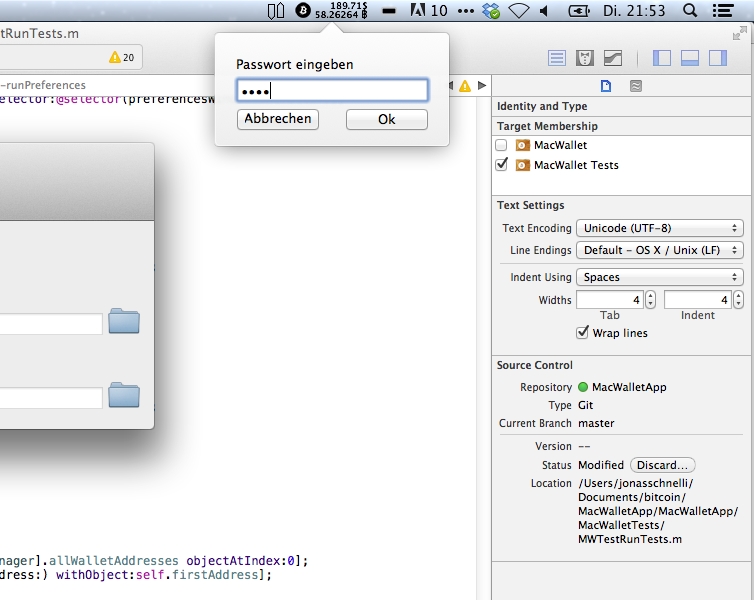 189.71$
58.26264 ฿
10
Di. 21:53
tRunTests.m
20
Passwort eingeben
••••
Abbrechen
Ok
-runPreferences
elector:@selector(preferencesW
Identity and Type
Target Membership
MacWallet
MacWallet Tests
Text Settings
Text Encoding Unicode (UTF-8)
Line Endings Default – OS X / Unix (LF)
Indent Using Spaces
Widths 4 4
Tab Indent
Wrap lines
Source Control
Repository MacWalletApp
Type Git
Current Branch master
Version --
Status Modified Discard...
Location /Users/jonasschnelli/
Documents/bitcoin/
MacWalletApp/MacWalletApp/
MacWalletTests/
MWTestRunTests.m
nager].allWalletAddresses objectAtIndex:0];
dress:) withObject:self.firstAddress];